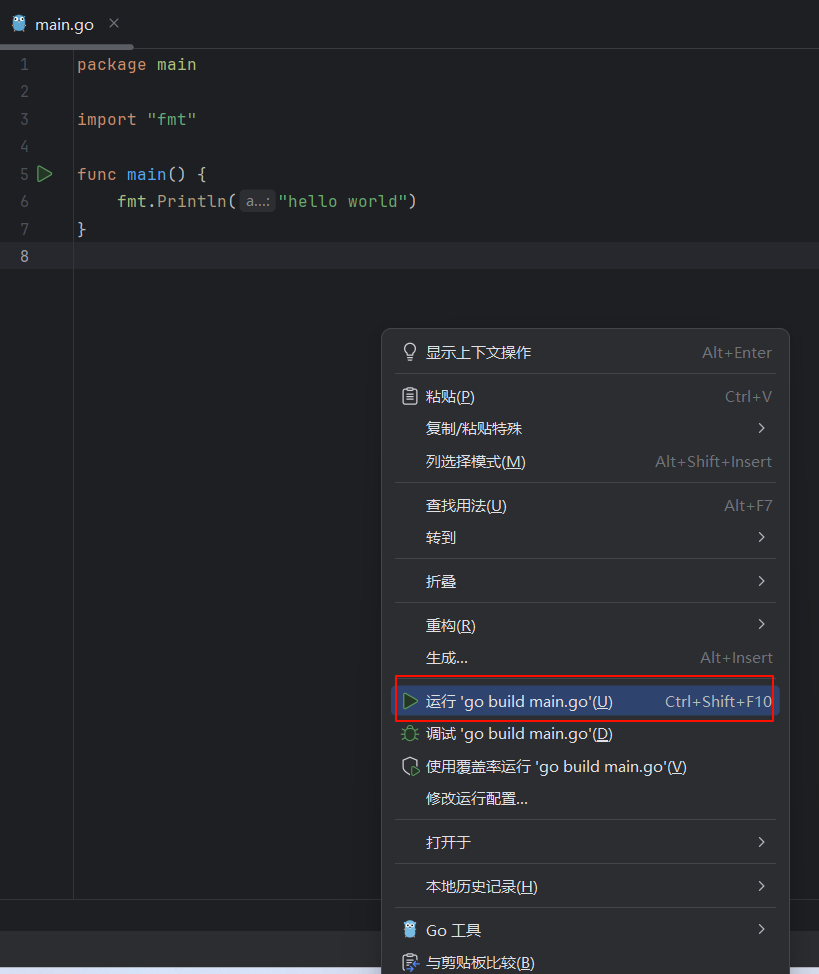 main.go
1 package main
2
3 import "fmt"
4
5 func main() {
6 fmt.Println( a...: "hello world")
7 }
8
显示上下文操作 Alt+Enter
粘贴(P) Ctrl+V
复制/粘贴特殊
列选择模式(M) Alt+Shift+Insert
查找用法(U) Alt+F7
转到
折叠
重构(R)
生成... Alt+Insert
运行 'go build main.go'(U) Ctrl+Shift+F10
调试 'go build main.go'(D)
使用覆盖率运行 'go build main.go'(V)
修改运行配置...
打开于
本地历史记录(H)
Go 工具
与剪贴板比较(B)